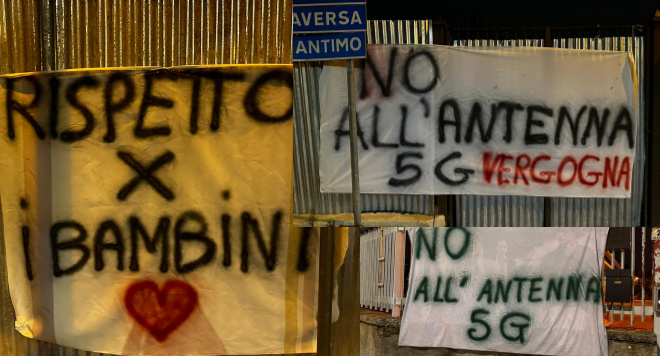 RISPETTO
X
i BAMBiNI
AVERSA
ANTIMO
NO
ALL'ANTENNA
5G VERGOGNA
NO
ALL' ANTENNA
5G